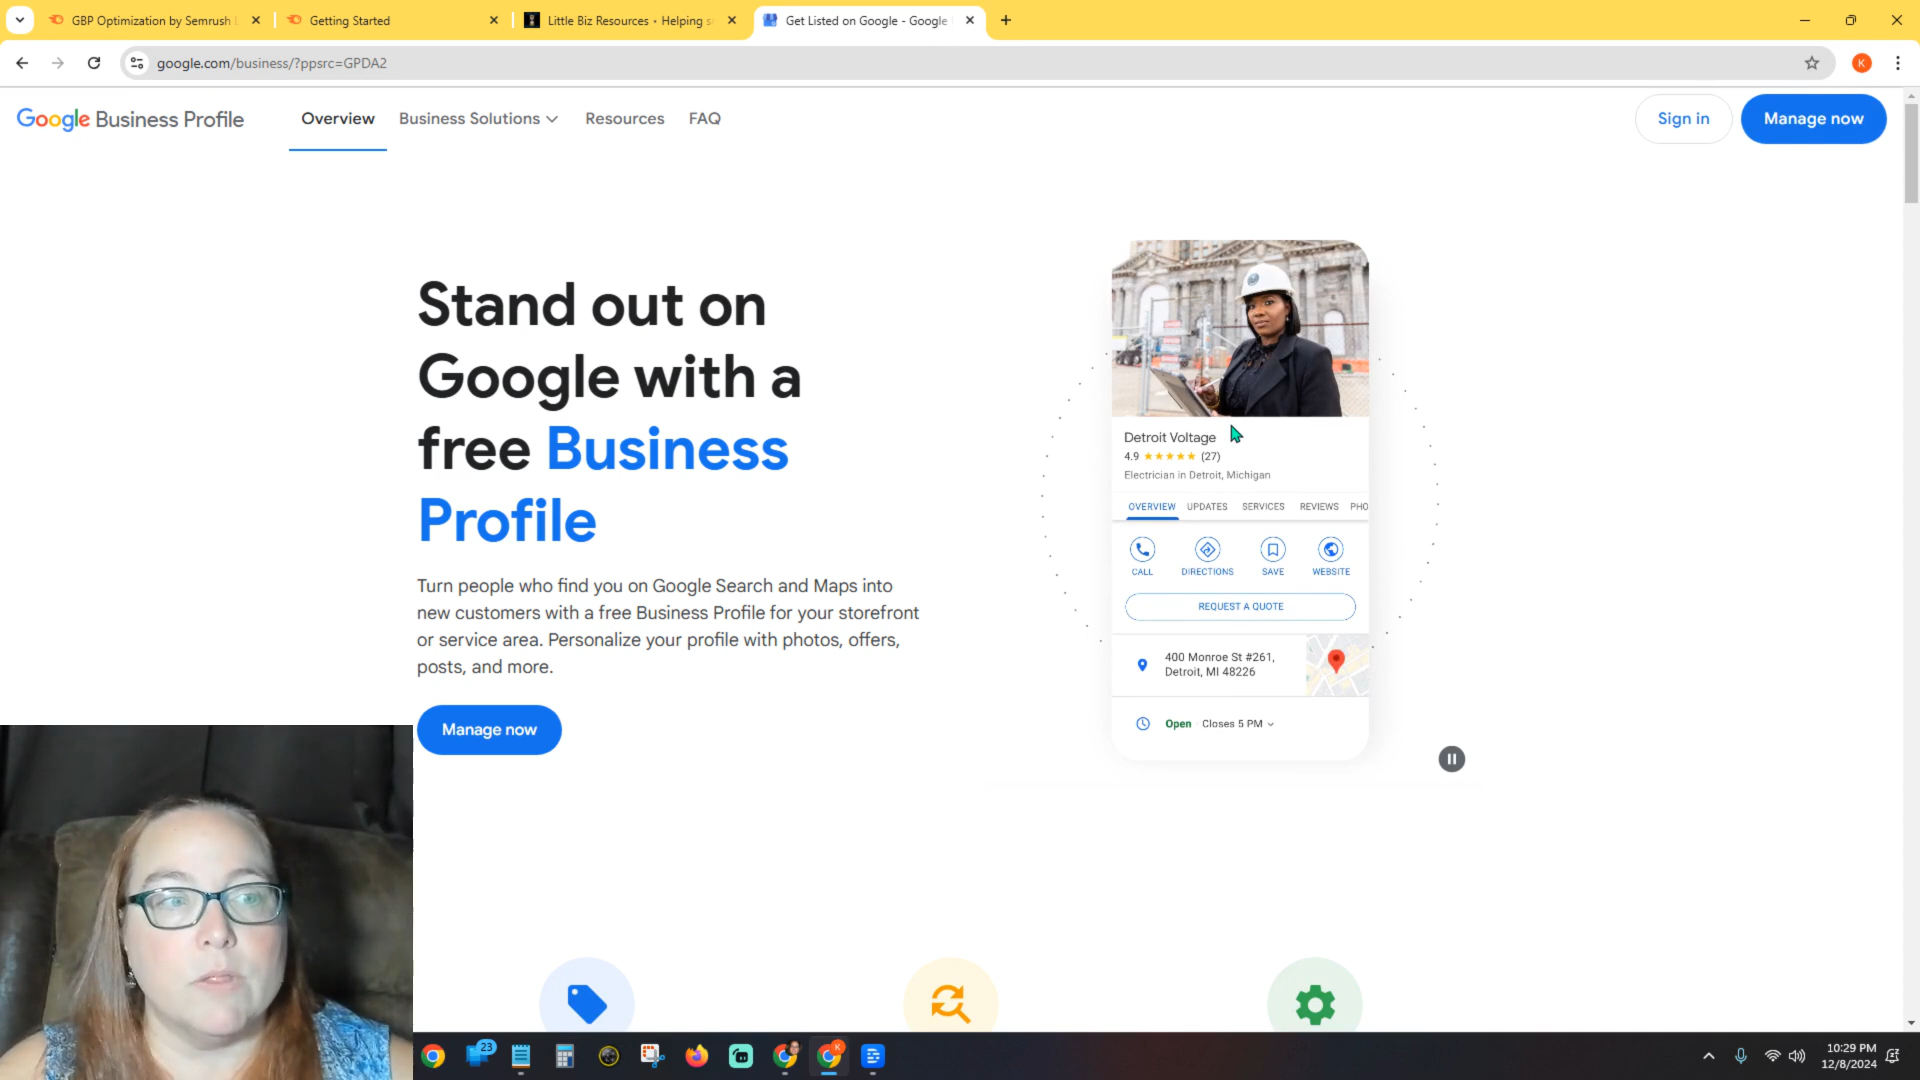 GBP Optimization by Semrush
Getting Started
Little Biz Resources • Helping s
Get Listed on Google - Google
google.com/business/?ppsrc=GPDA2
K
Google Business Profile
Overview
Business Solutions
Resources
FAQ
Sign in
Manage now
Stand out on
Google with a
free Business
Profile
Turn people who find you on Google Search and Maps into
new customers with a free Business Profile for your storefront
or service area. Personalize your profile with photos, offers,
posts, and more.
Manage now
Detroit Voltage
4.9 ★★★★★ (27)
Electrician in Detroit, Michigan
OVERVIEW UPDATES SERVICES REVIEWS PHO
CALL DIRECTIONS SAVE WEBSITE
REQUEST A QUOTE
400 Monroe St #261,
Detroit, MI 48226
Open · Closes 5 PM
23
K
10:29 PM
12/8/2024